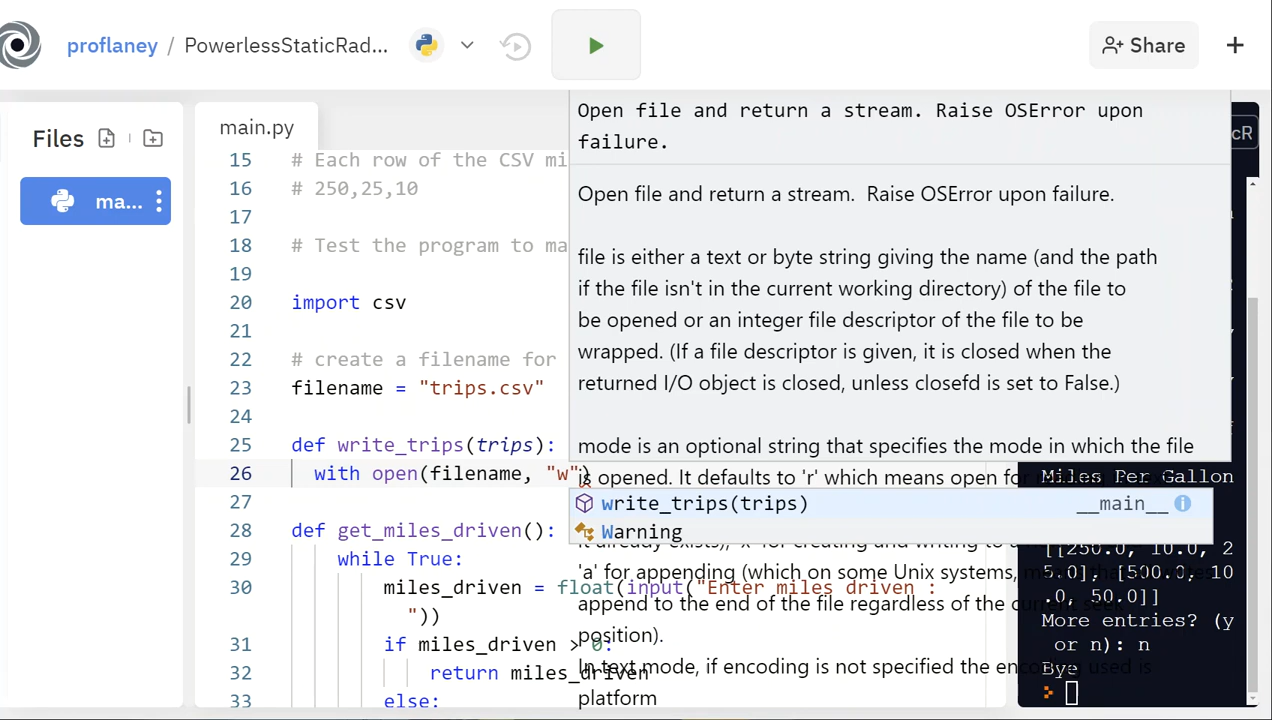 proflaney / PowerlessStaticRad...
Share
Files
main.py
ma...
15 # Each row of the CSV mi
16 # 250,25,10
17
18 # Test the program to ma
19
20 import csv
21
22 # create a filename for
23 filename = "trips.csv"
24
25 def write_trips(trips):
26 with open(filename, "w")
27
28 def get_miles_driven():
29 while True:
30 miles_driven = float(input("Enter miles driven :
"))
31 if miles_driven > 0:
32 return miles_driven
33 else:
Open file and return a stream. Raise OSError upon
failure.
Open file and return a stream. Raise OSError upon failure.
file is either a text or byte string giving the name (and the path
if the file isn't in the current working directory) of the file to
be opened or an integer file descriptor of the file to be
wrapped. (If a file descriptor is given, it is closed when the
returned I/O object is closed, unless closefd is set to False.)
mode is an optional string that specifies the mode in which the file
is opened. It defaults to 'r' which means open for
write_trips(trips) __main__
Warning
it already exists), 'x' for creating and writing to a
'a' for appending (which on some Unix systems,
append to the end of the file regardless of the current seek
position).
In text mode, if encoding is not specified the encoding used is
platform
cR
Miles Per Gallon
[[250.0, 10.0, 2
5.0], [500.0, 10
.0, 50.0]]
More entries? (y
or n): n
Bye